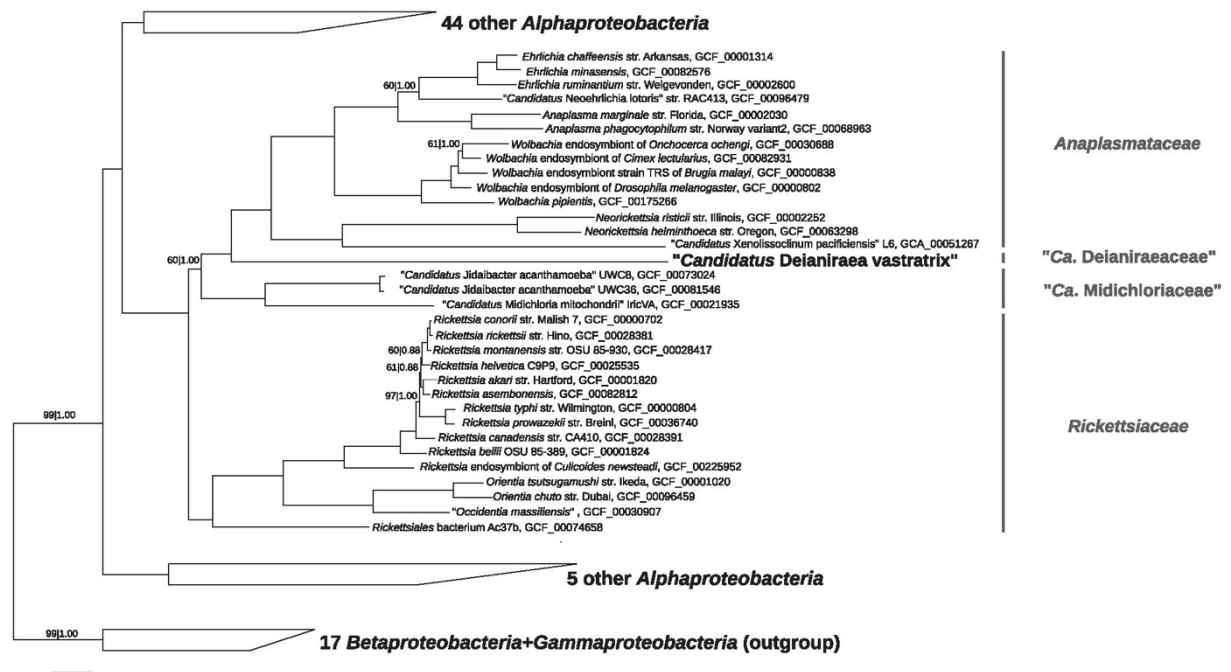 44 other Alphaproteobacteria
Ehrlichia chaffeensis str. Arkansas, GCF_00001314
Ehrlichia minasensis, GCF_00082576
Ehrlichia ruminantium str. Welgevonden, GCF_00002600
60|1.00
"Candidatus Neoehrlichia lotoris" str. RAC413, GCF_00096479
Anaplasma marginale str. Florida, GCF_00002030
Anaplasma phagocytophilum str. Norway variant2, GCF_00068963
61|1.00
Wolbachia endosymbiont of Onchocerca ochengi, GCF_00030688
Anaplasmataceae
Wolbachia endosymbiont of Cimex lectularius, GCF_00082931
Wolbachia endosymbiont strain TRS of Brugia malayi, GCF_00000838
Wolbachia endosymbiont of Drosophila melanogaster, GCF_00000802
Wolbachia pipientis, GCF_00175266
Neorickettsia risticii str. Illinois, GCF_00002252
Neorickettsia helminthoeca str. Oregon, GCF_00063298
"Candidatus Xenolissoclinum pacificiensis" L6, GCA_00051267
60|1.00
"Candidatus Deianiraea vastratrix"
"Ca. Deianiraeaceae"
"Candidatus Jidaibacter acanthamoeba" UWC8, GCF_00073024
"Candidatus Jidaibacter acanthamoeba" UWC36, GCF_00081546
"Ca. Midichloriaceae"
"Candidatus Midichloria mitochondrii" IricVA, GCF_00021935
Rickettsia conorii str. Malish 7, GCF_00000702
Rickettsia rickettsii str. Hino, GCF_00028381
60|0.88
Rickettsia montanensis str. OSU 85-930, GCF_00028417
61|0.88
Rickettsia helvetica C9P9, GCF_00025535
Rickettsia akari str. Hartford, GCF_00001820
97|1.00
Rickettsia asembonensis, GCF_00082812
Rickettsia typhi str. Wilmington, GCF_00000804
99|1.00
Rickettsia prowazekii str. Breinl, GCF_00036740
Rickettsiaceae
Rickettsia canadensis str. CA410, GCF_00028391
Rickettsia bellii OSU 85-389, GCF_00001824
Rickettsia endosymbiont of Culicoides newsteadi, GCF_00225952
Orientia tsutsugamushi str. Ikeda, GCF_00001020
Orientia chuto str. Dubai, GCF_00096459
"Occidentia massiliensis" , GCF_00030907
Rickettsiales bacterium Ac37b, GCF_00074658
5 other Alphaproteobacteria
99|1.00
17 Betaproteobacteria+Gammaproteobacteria (outgroup)